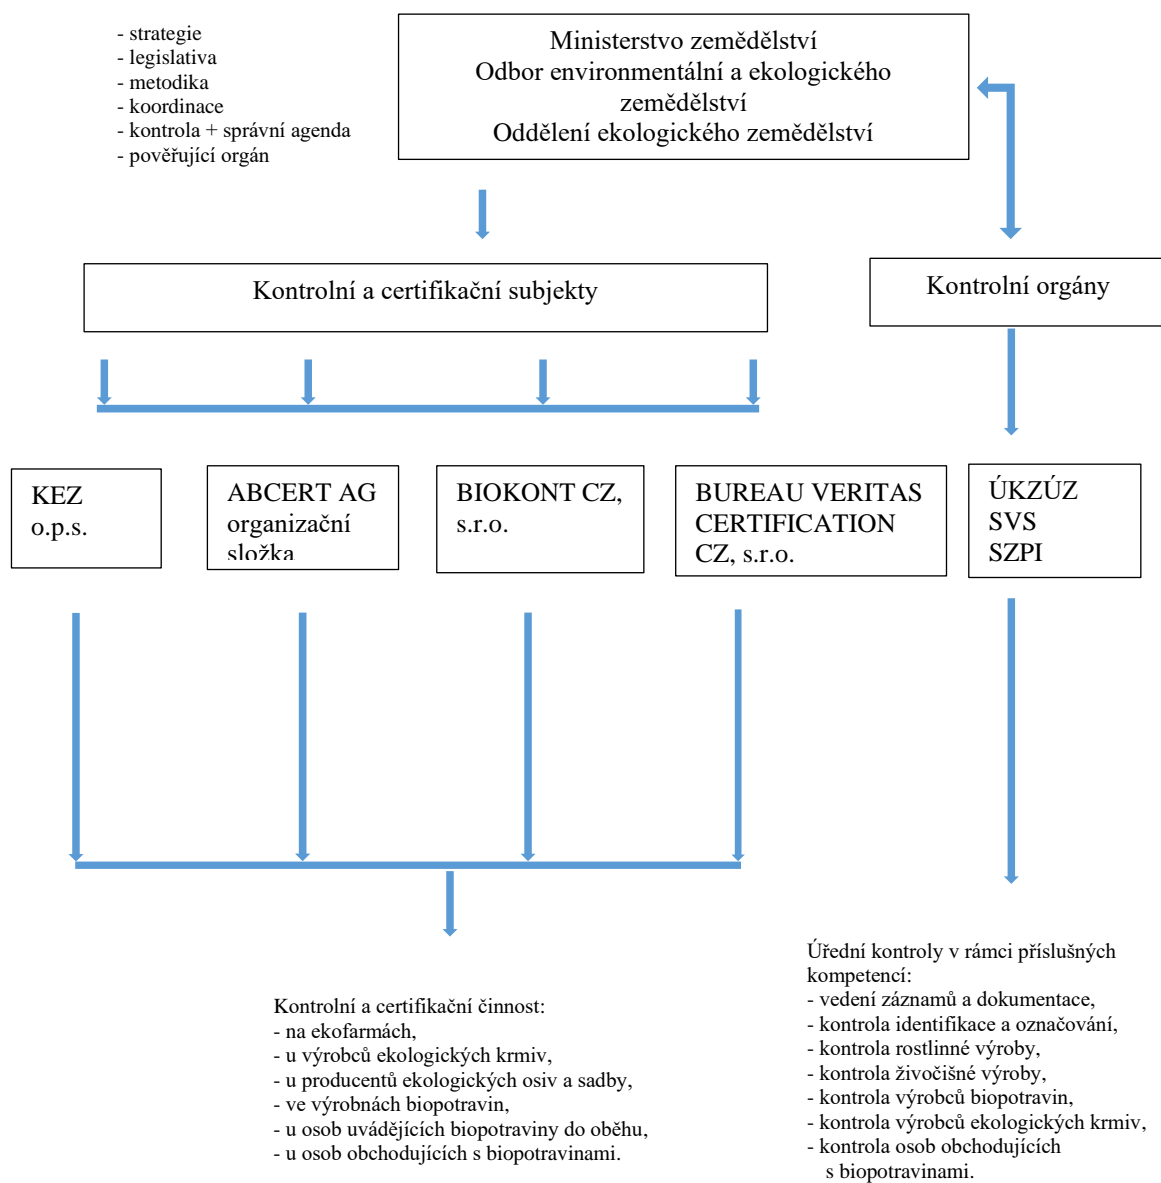 - strategie
- legislativa
- metodika
- koordinace
- kontrola + správní agenda
- pověřující orgán
Ministerstvo zemědělství
Odbor environmentální a ekologického
zemědělství
Oddělení ekologického zemědělství
Kontrolní a certifikační subjekty
Kontrolní orgány
KEZ
o.p.s.
ABCERT AG
organizační
složka
BIOKONT CZ,
s.r.o.
BUREAU VERITAS
CERTIFICATION
CZ, s.r.o.
ÚKZÚZ
SVS
SZPI
Kontrolní a certifikační činnost:
- na ekofarmách,
- u výrobců ekologických krmiv,
- u producentů ekologických osiv a sadby,
- ve výrobnách biopotravin,
- u osob uvádějících biopotraviny do oběhu,
- u osob obchodujících s biopotravinami.
Úřední kontroly v rámci příslušných
kompetencí:
- vedení záznamů a dokumentace,
- kontrola identifikace a označování,
- kontrola rostlinné výroby,
- kontrola živočišné výroby,
- kontrola výrobců biopotravin,
- kontrola výrobců ekologických krmiv,
- kontrola osob obchodujících
s biopotravinami.